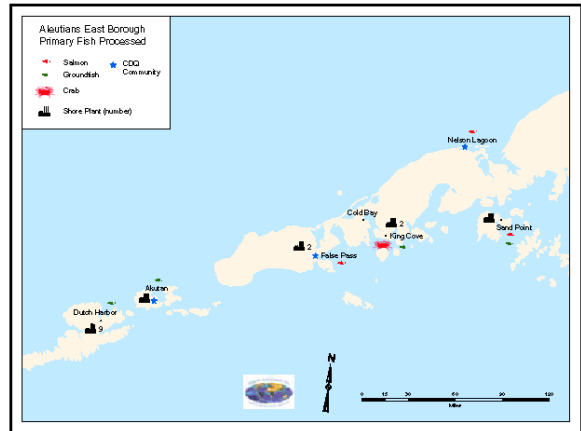 Aleutians East Borough
Primary Fish Processed
Salmon
Groundfish
CDQ
Community
Crab
Shore Plant (number)
Nelson Lagoon
Cold Bay
2
King Cove
Sand Point
2
False Pass
Akutan
Dutch Harbor
9
N
0 15 30 60 90 120
Miles